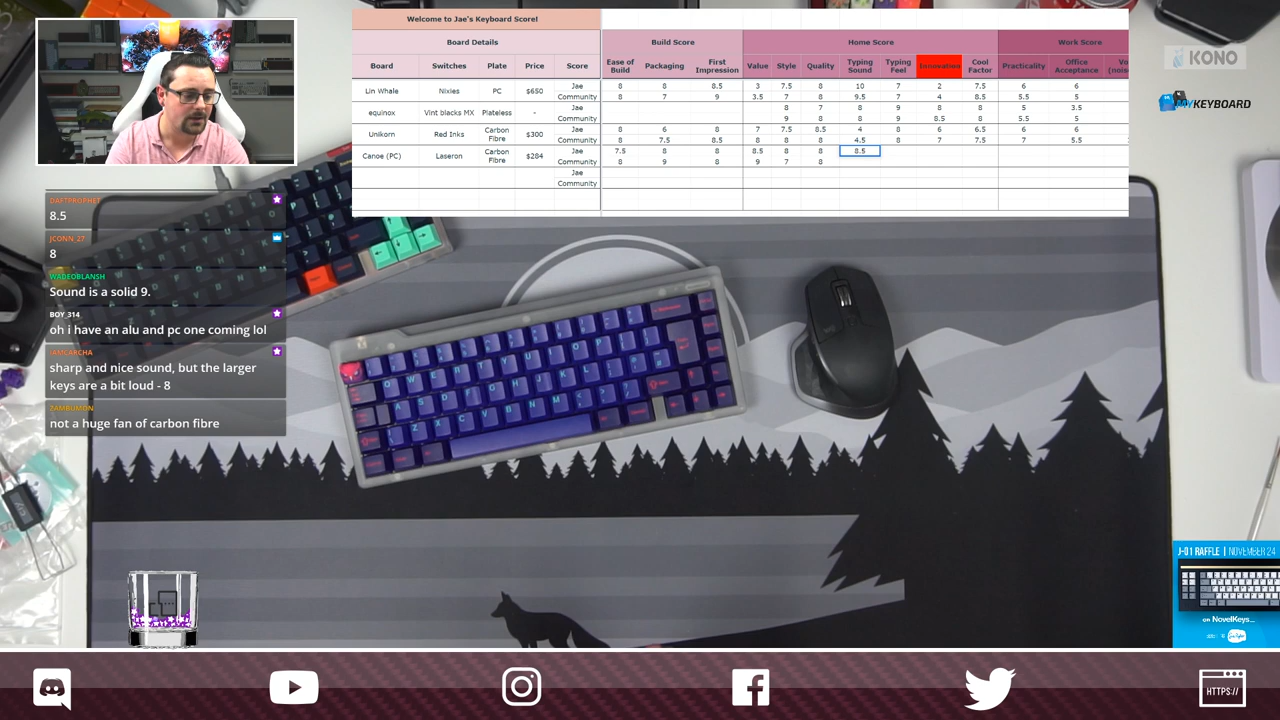 Welcome to Jae's Keyboard Score!
Board Details
Build Score
Home Score
Work Score
Board Switches Plate Price Score Ease of Build Packaging First Impression Value Style Quality Typing Sound Typing Feel Innovation Cool Factor Practicality Office Acceptance
Lin Whale Nixies PC $650 Jae 8 8 8.5 3 7.5 8 10 7 2 7.5 6 6
Community 8 7 9 3.5 7 8 9.5 7 4 8.5 5.5 5
equinox Vint blacks MX Plateless - Jae 8 7 8 9 8 8 5 3.5
Community 9 8 8 9 8.5 8 5.5 5
Unikorn Red Inks Carbon Fibre $300 Jae 8 6 8 7 7.5 8.5 4 8 6 6.5 6 6
Community 8 7.5 8.5 8 8 8 4.5 8 7 7.5 7 5.5
Canoe (PC) Laseron Carbon Fibre $284 Jae 7.5 8 8 8.5 8 8 8.5
Community 8 9 8 9 7 8
Jae
Community
KONO
MYKEYBOARD
DAFTPROPHET
8.5
JCONN_27
8
WADEOBLANSH
Sound is a solid 9.
BOY_314
oh i have an alu and pc one coming lol
IAMCARCHA
sharp and nice sound, but the larger
keys are a bit loud - 8
ZAMBUMON
not a huge fan of carbon fibre
J-01 RAFFLE | NOVEMBER 24
ON NovelKeys_
HTTPS://